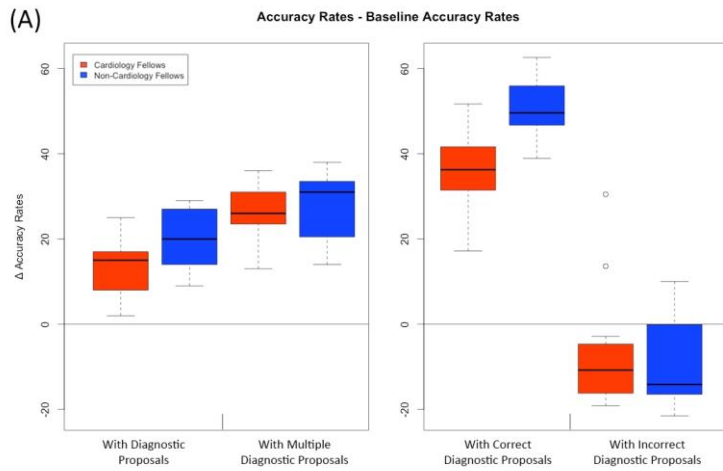 (A)
Accuracy Rates - Baseline Accuracy Rates
Cardiology Fellows
Non-Cardiology Fellows
Δ Accuracy Rates
60
40
20
0
-20
60
40
20
0
-20
With Diagnostic
Proposals
With Multiple
Diagnostic Proposals
With Correct
Diagnostic Proposals
With Incorrect
Diagnostic Proposals